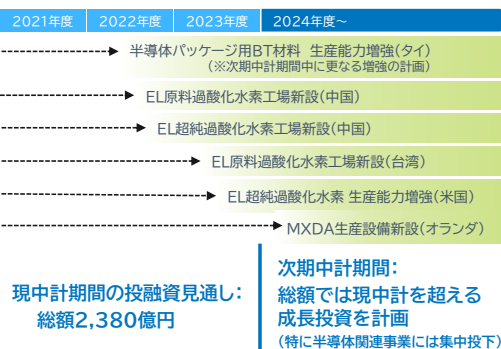 2021年度 2022年度 2023年度 2024年度～
半導体パッケージ用BT材料 生産能力増強(タイ)
(※次期中計期間中に更なる増強の計画)
EL原料過酸化水素工場新設(中国)
EL超純過酸化水素工場新設(中国)
EL原料過酸化水素工場新設(台湾)
EL超純過酸化水素 生産能力増強(米国)
MXDA生産設備新設(オランダ)
現中計期間の投融資見通し：
総額2,380億円
次期中計期間：
総額では現中計を超える
成長投資を計画
(特に半導体関連事業には集中投下)